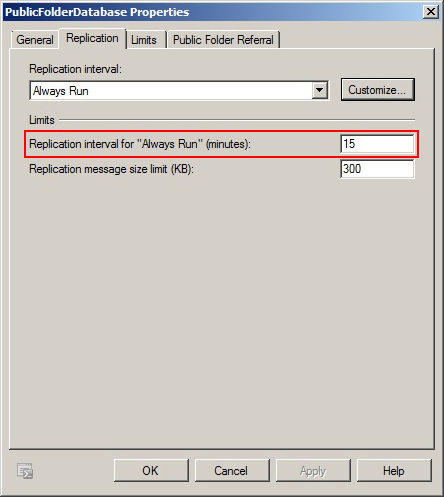 PublicFolderDatabase Properties
General Replication Limits Public Folder Referral
Replication interval:
Always Run Customize...
Limits
Replication interval for "Always Run" (minutes): 15
Replication message size limit (KB): 300
OK Cancel Apply Help